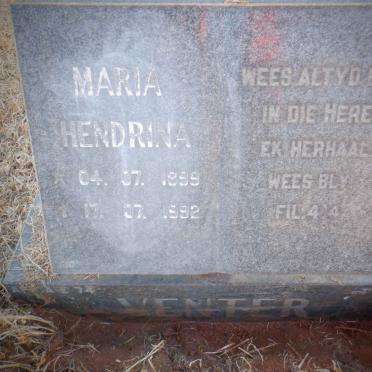 MARIA
HENDRINA
* 04. 07. 1899
† 17. 07. 1992
WEES ALTYD
IN DIE HERE
EK HERHAAL
WEES BLY
FIL. 4. 4
VENTER